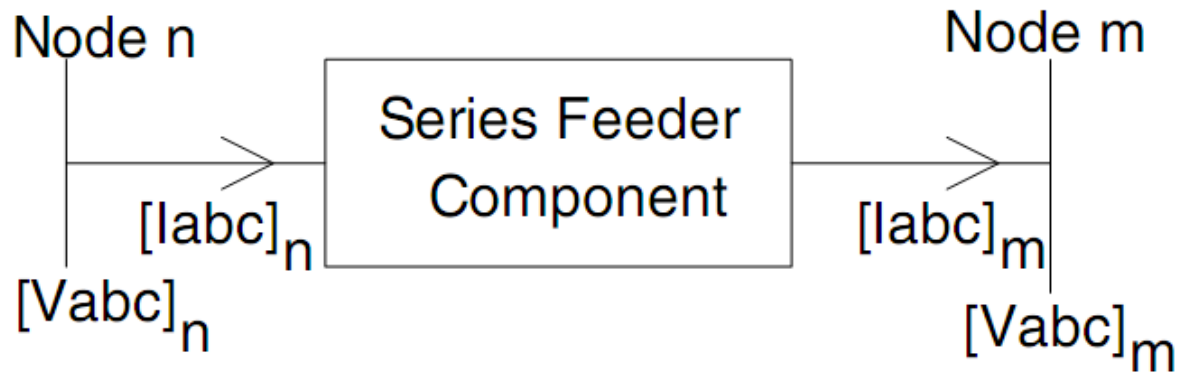 Node n
Node m
Series Feeder
Component
[Iabc]n
[Iabc]m
[Vabc]n
[Vabc]m